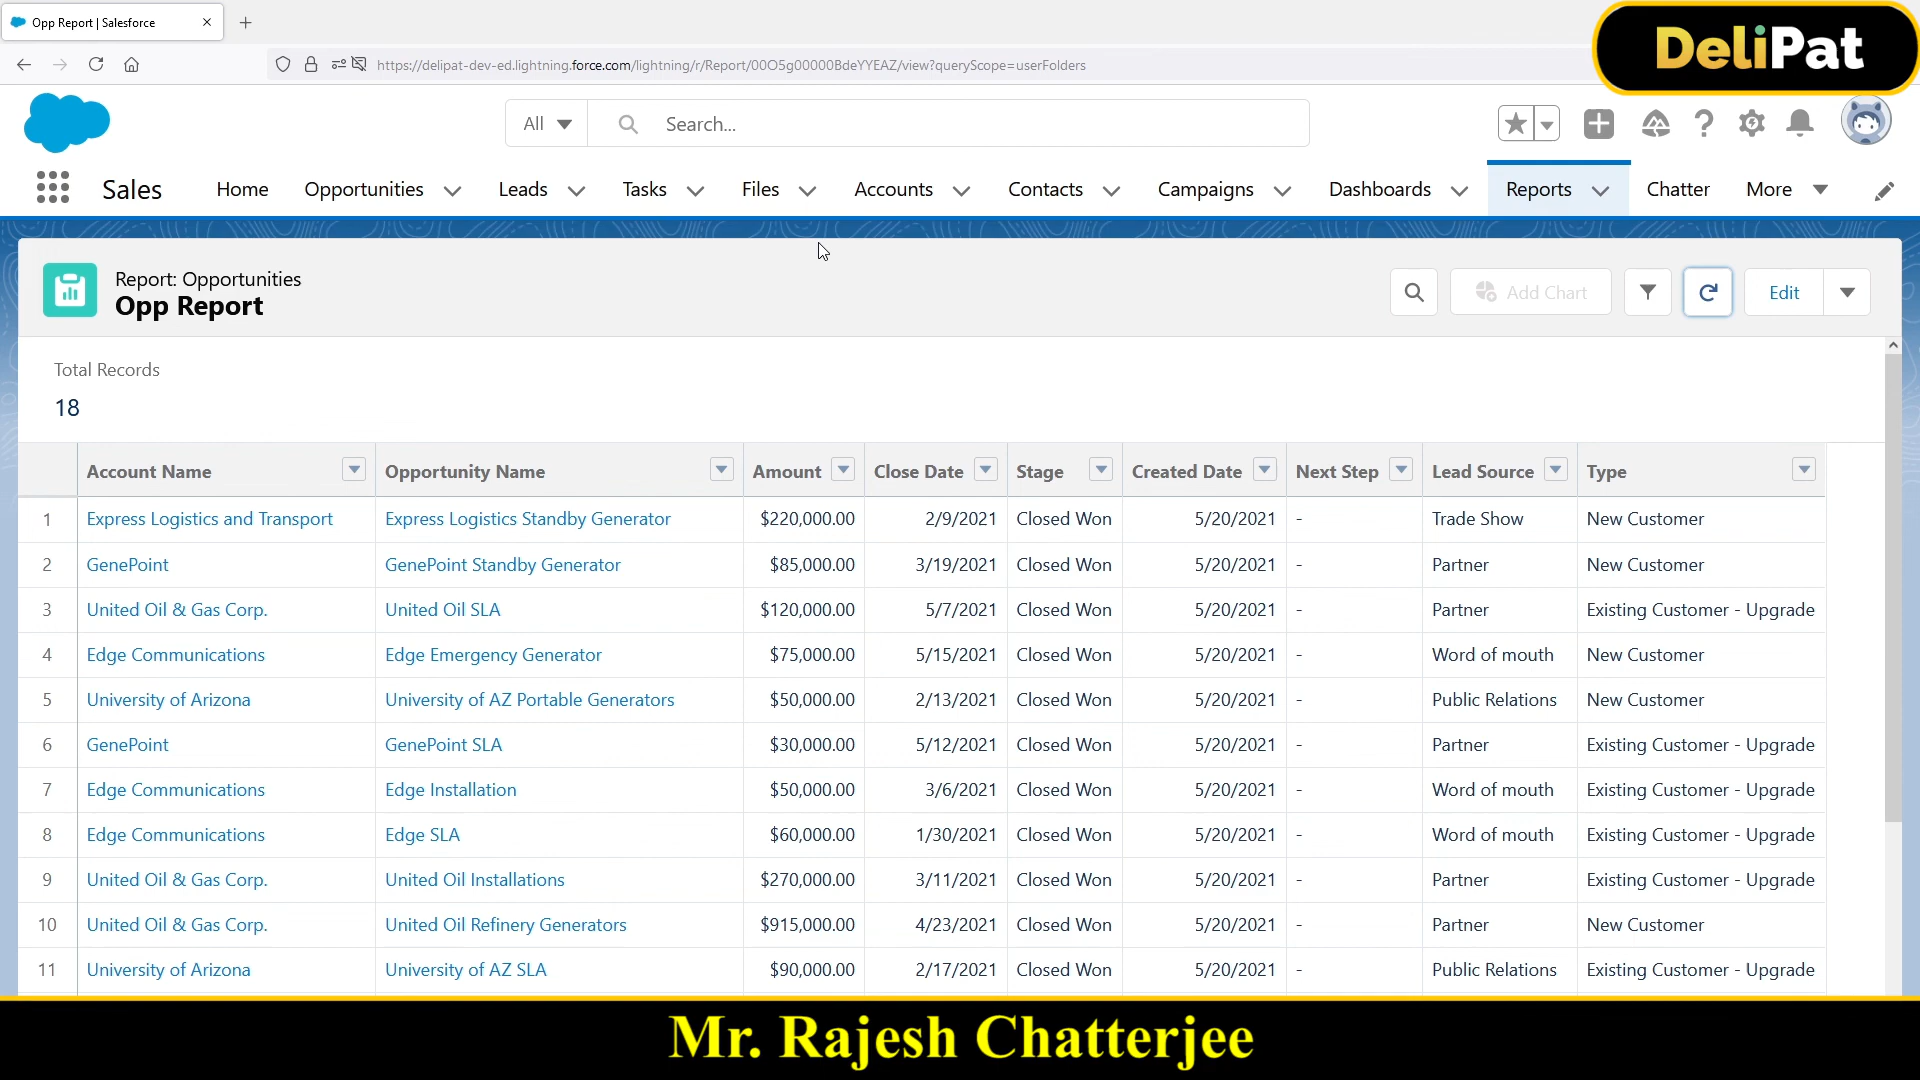 Opp Report | Salesforce
DeliPat
https://delipat-dev-ed.lightning.force.com/lightning/r/Report/00O5g00000BdeYYEAZ/view?queryScope=userFolders
All
Search...
Sales
Home
Opportunities
Leads
Tasks
Files
Accounts
Contacts
Campaigns
Dashboards
Reports
Chatter
More
Report: Opportunities
Opp Report
Add Chart
Edit
Total Records
18
Account Name Opportunity Name Amount Close Date Stage Created Date Next Step Lead Source Type
1 Express Logistics and Transport Express Logistics Standby Generator $220,000.00 2/9/2021 Closed Won 5/20/2021 - Trade Show New Customer
2 GenePoint GenePoint Standby Generator $85,000.00 3/19/2021 Closed Won 5/20/2021 - Partner New Customer
3 United Oil & Gas Corp. United Oil SLA $120,000.00 5/7/2021 Closed Won 5/20/2021 - Partner Existing Customer - Upgrade
4 Edge Communications Edge Emergency Generator $75,000.00 5/15/2021 Closed Won 5/20/2021 - Word of mouth New Customer
5 University of Arizona University of AZ Portable Generators $50,000.00 2/13/2021 Closed Won 5/20/2021 - Public Relations New Customer
6 GenePoint GenePoint SLA $30,000.00 5/12/2021 Closed Won 5/20/2021 - Partner Existing Customer - Upgrade
7 Edge Communications Edge Installation $50,000.00 3/6/2021 Closed Won 5/20/2021 - Word of mouth Existing Customer - Upgrade
8 Edge Communications Edge SLA $60,000.00 1/30/2021 Closed Won 5/20/2021 - Word of mouth Existing Customer - Upgrade
9 United Oil & Gas Corp. United Oil Installations $270,000.00 3/11/2021 Closed Won 5/20/2021 - Partner Existing Customer - Upgrade
10 United Oil & Gas Corp. United Oil Refinery Generators $915,000.00 4/23/2021 Closed Won 5/20/2021 - Partner New Customer
11 University of Arizona University of AZ SLA $90,000.00 2/17/2021 Closed Won 5/20/2021 - Public Relations Existing Customer - Upgrade
Mr. Rajesh Chatterjee